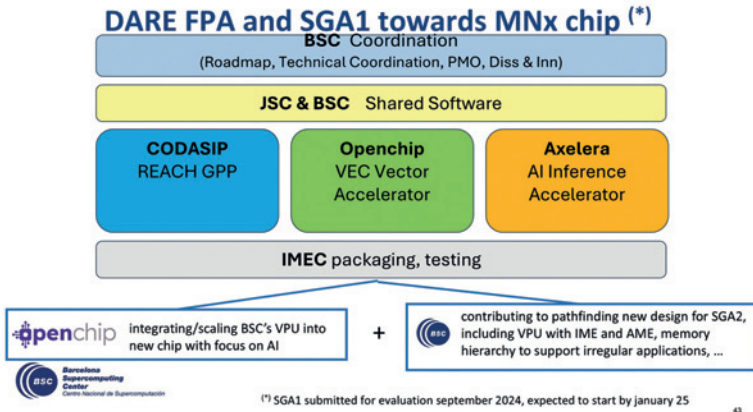 DARE FPA and SGA1 towards MNx chip (*)
BSC Coordination
(Roadmap, Technical Coordination, PMO, Diss & Inn)
JSC & BSC Shared Software
CODASIP
REACH GPP
Openchip
VEC Vector
Accelerator
Axelera
AI Inference
Accelerator
IMEC packaging, testing
openchip
integrating/scaling BSC's VPU into
new chip with focus on AI
+
BSC
contributing to pathfinding new design for SGA2,
including VPU with IME and AME, memory
hierarchy to support irregular applications, ...
BSC
Barcelona
Supercomputing
Center
Centro Nacional de Supercomputación
(*) SGA1 submitted for evaluation september 2024, expected to start by january 25